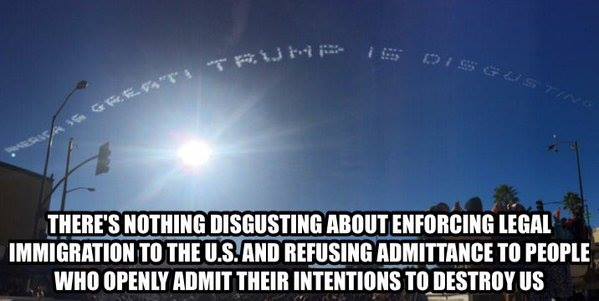 AMERICA IS GREAT! TRUMP IS DISGUSTING
THERE'S NOTHING DISGUSTING ABOUT ENFORCING LEGAL
IMMIGRATION TO THE U.S. AND REFUSING ADMITTANCE TO PEOPLE
WHO OPENLY ADMIT THEIR INTENTIONS TO DESTROY US